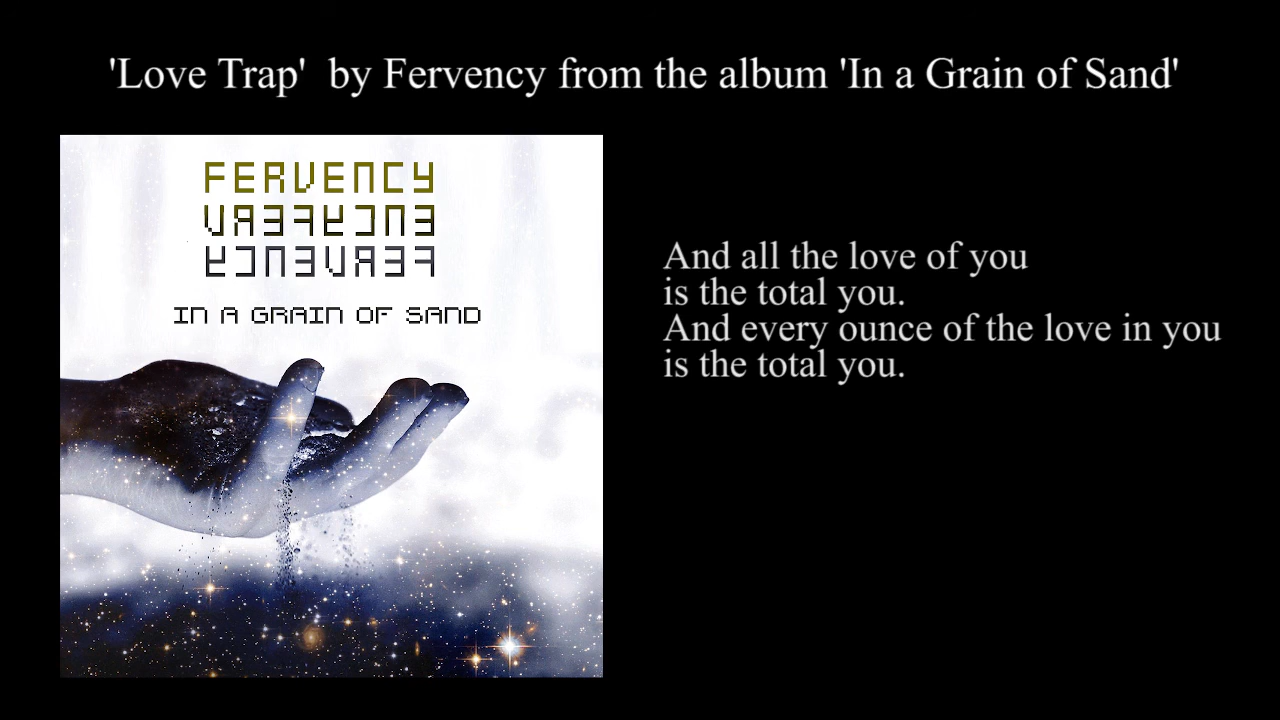 'Love Trap'  by Fervency from the album 'In a Grain of Sand'
FERVENCY
IN A GRAIN OF SAND
And all the love of you
is the total you.
And every ounce of the love in you
is the total you.